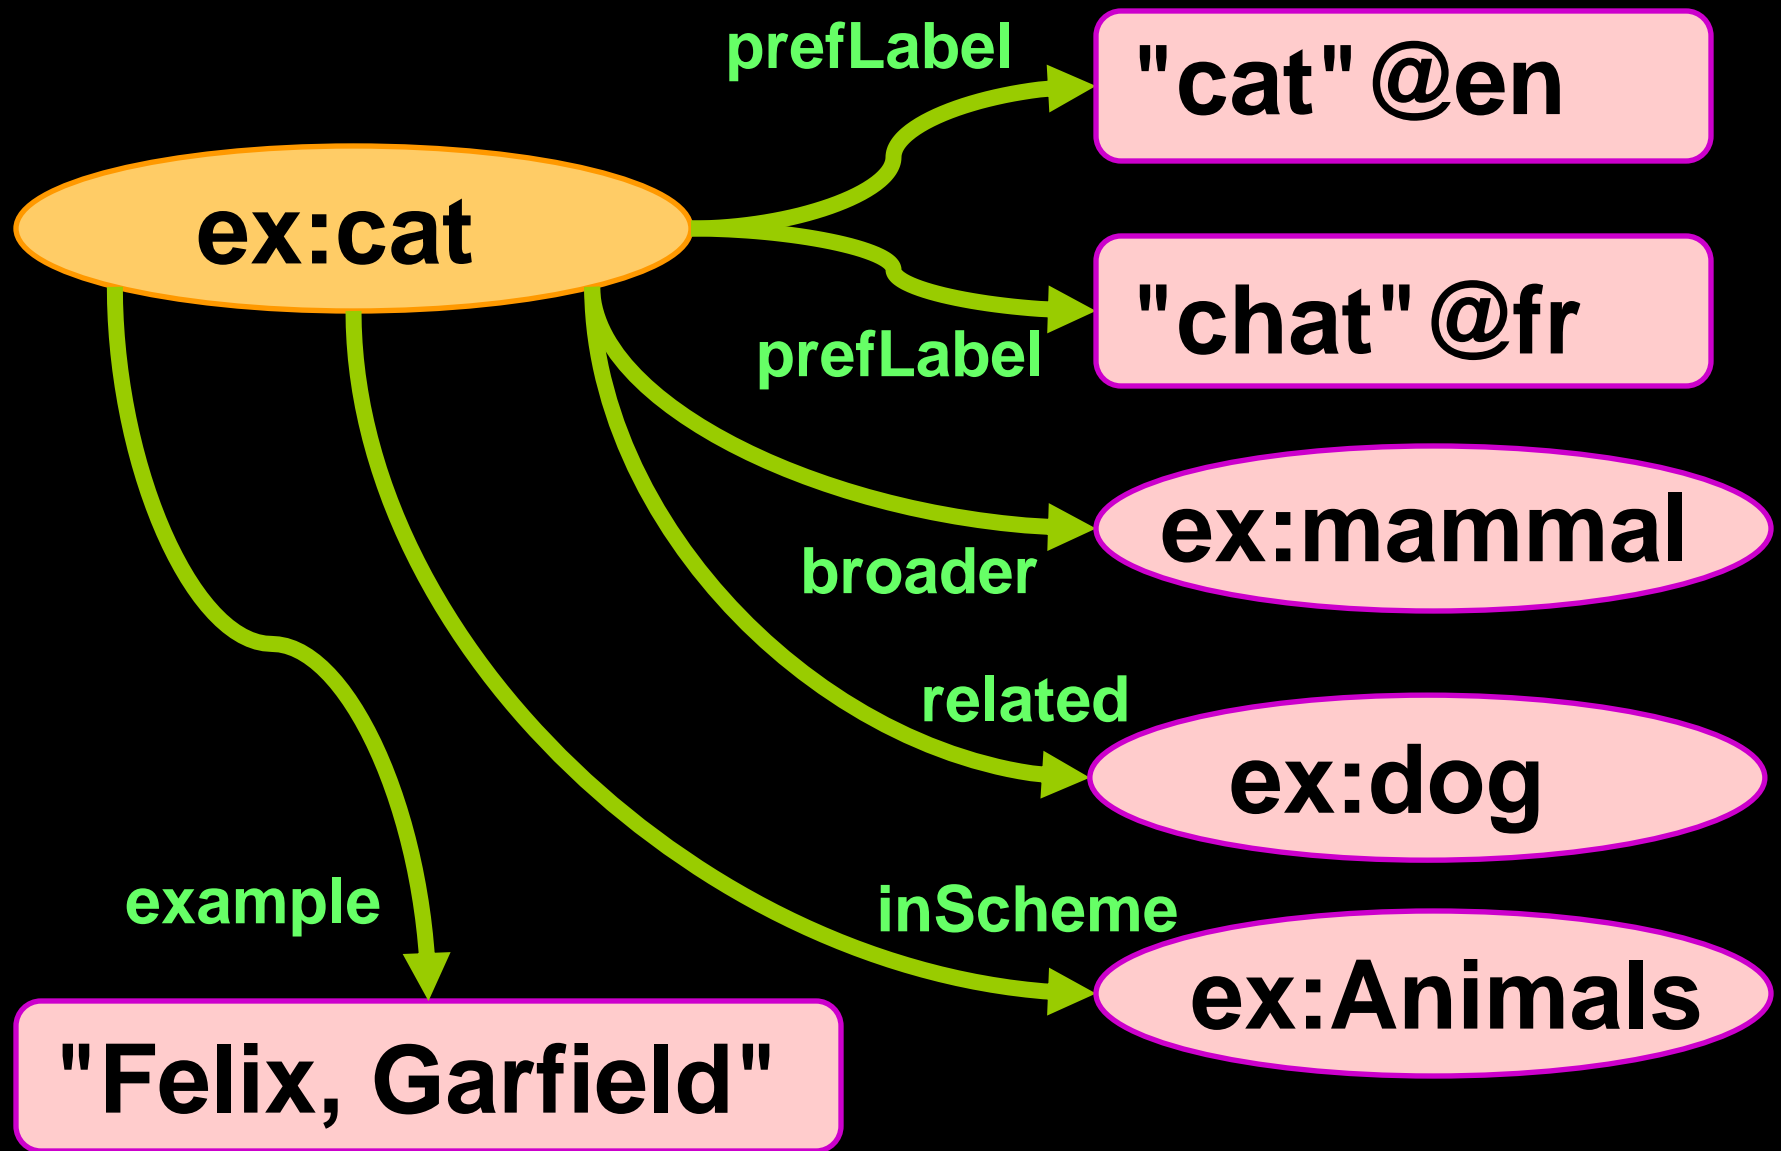 prefLabel
"cat"@en
ex:cat
"chat"@fr
prefLabel
ex:mammal
broader
related
ex:dog
example
inScheme
ex:Animals
"Felix, Garfield"